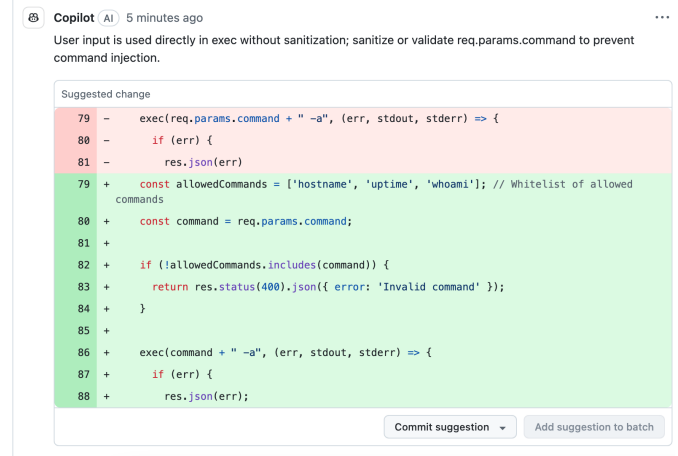 Copilot AI 5 minutes ago
User input is used directly in exec without sanitization; sanitize or validate req.params.command to prevent
command injection.
Suggested change
79 - exec(req.params.command + " -a", (err, stdout, stderr) => {
80 - if (err) {
81 - res.json(err)
79 + const allowedCommands = ['hostname', 'uptime', 'whoami']; // Whitelist of allowed
commands
80 + const command = req.params.command;
81 +
82 + if (!allowedCommands.includes(command)) {
83 + return res.status(400).json({ error: 'Invalid command' });
84 + }
85 +
86 + exec(command + " -a", (err, stdout, stderr) => {
87 + if (err) {
88 + res.json(err);
Commit suggestion Add suggestion to batch